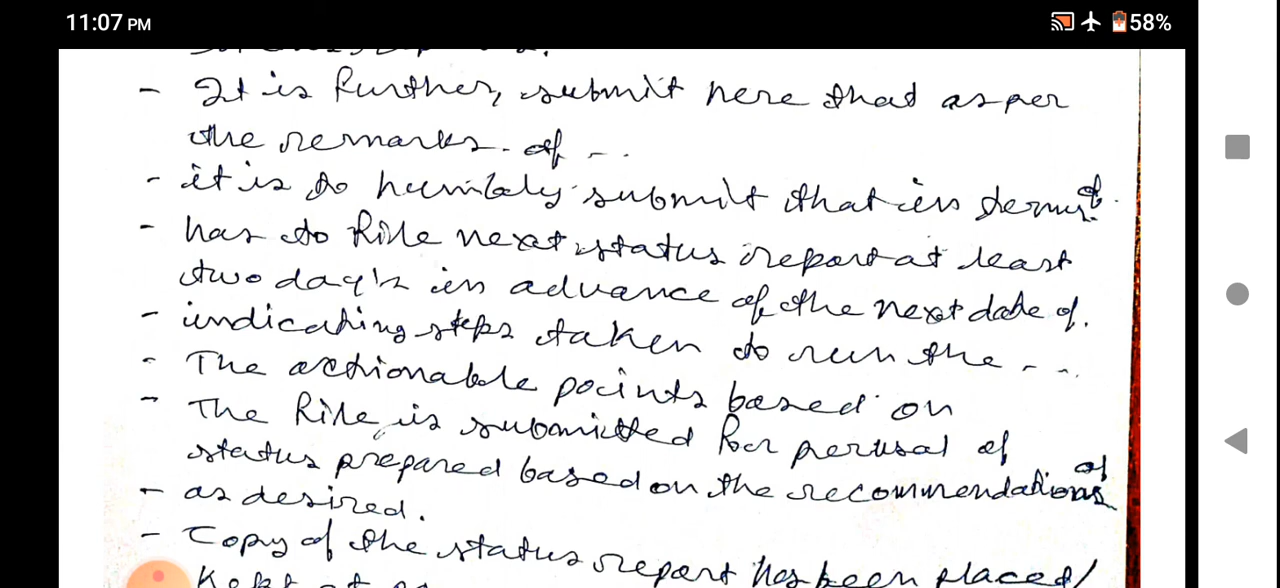 11:07 PM
58%
- It is further, submit here that as per
the remarks. of - ..
- it is to humbly submit that in terms of.
- has to file next status report at least
two day's in advance of the next date of.
- indicating steps taken to run the - - ..
- The actionable points based on
- The file is submitted for perusal of
status prepared based on the recommendations of
- as desired.
- Copy of the status report has been placed/
Kept at